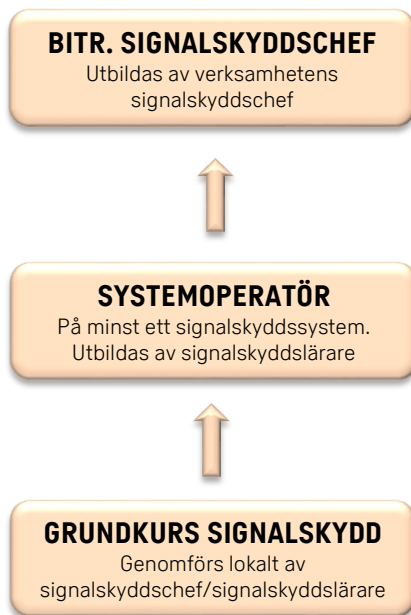 BITR. SIGNALSKYDDSCHEF
Utbildas av verksamhetens
signalskyddschef
SYSTEMOPERATÖR
På minst ett signalskyddssystem.
Utbildas av signalskyddslärare
GRUNDKURS SIGNALSKYDD
Genomförs lokalt av
signalskyddschef/signalskyddslärare